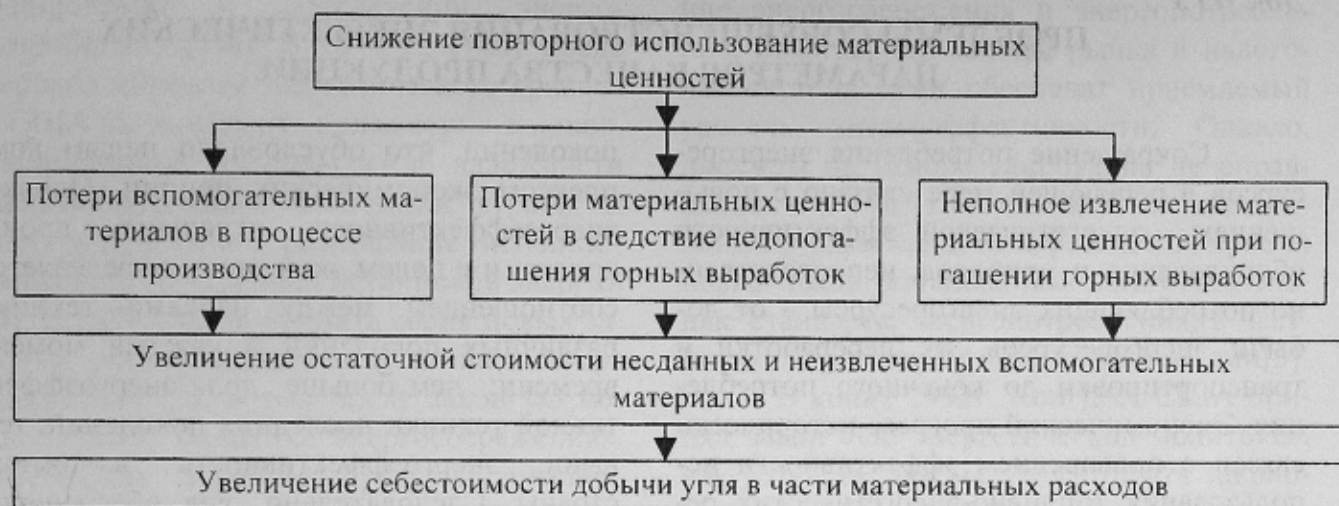 Снижение повторного использование материальных
ценностей
Потери вспомогательных ма-
териалов в процессе
производства
Потери материальных ценно-
стей в следствие недопога-
шения горных выработок
Неполное извлечение мате-
риальных ценностей при по-
гашении горных выработок
Увеличение остаточной стоимости несданных и неизвлеченных вспомогательных
материалов
Увеличение себестоимости добычи угля в части материальных расходов